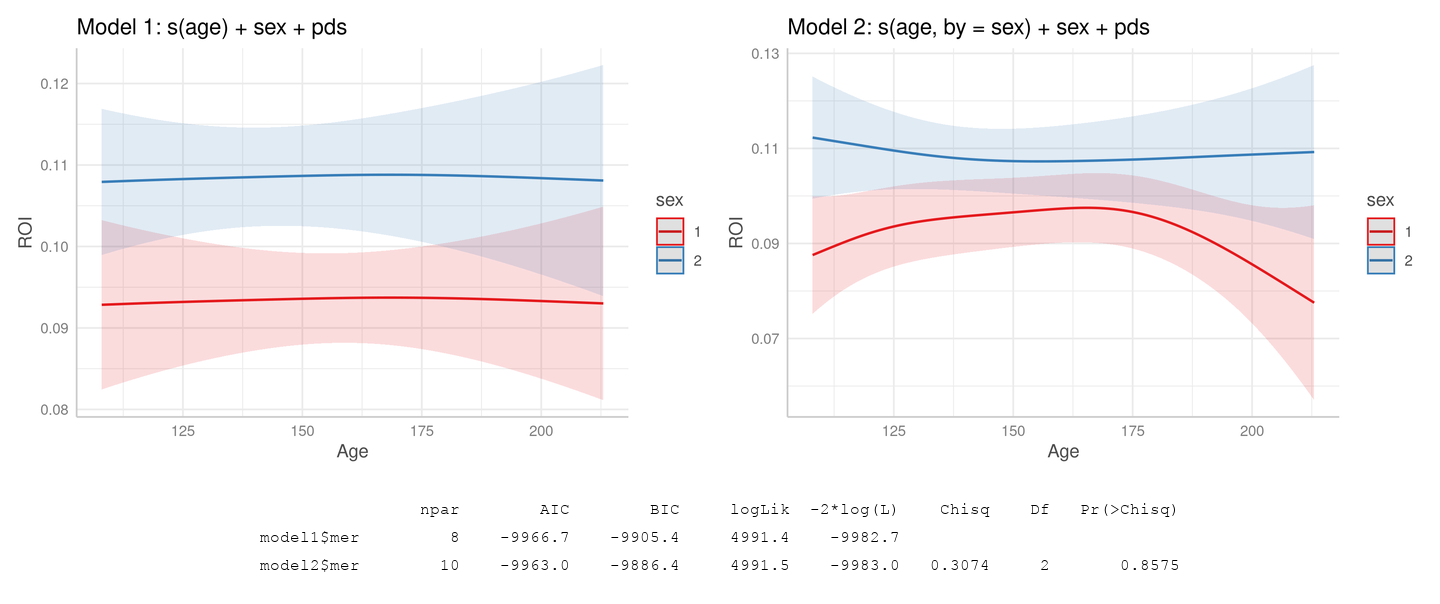 Model 1: s(age) + sex + pds
0.12
0.11
0.10
0.09
0.08
ROI
125 150 175 200
Age
sex
1
2
Model 2: s(age, by = sex) + sex + pds
0.13
0.11
0.09
0.07
ROI
125 150 175 200
Age
sex
1
2
npar AIC BIC logLik -2*log(L) Chisq Df Pr(>Chisq)
model1$mer 8 -9966.7 -9905.4 4991.4 -9982.7
model2$mer 10 -9963.0 -9886.4 4991.5 -9983.0 0.3074 2 0.8575